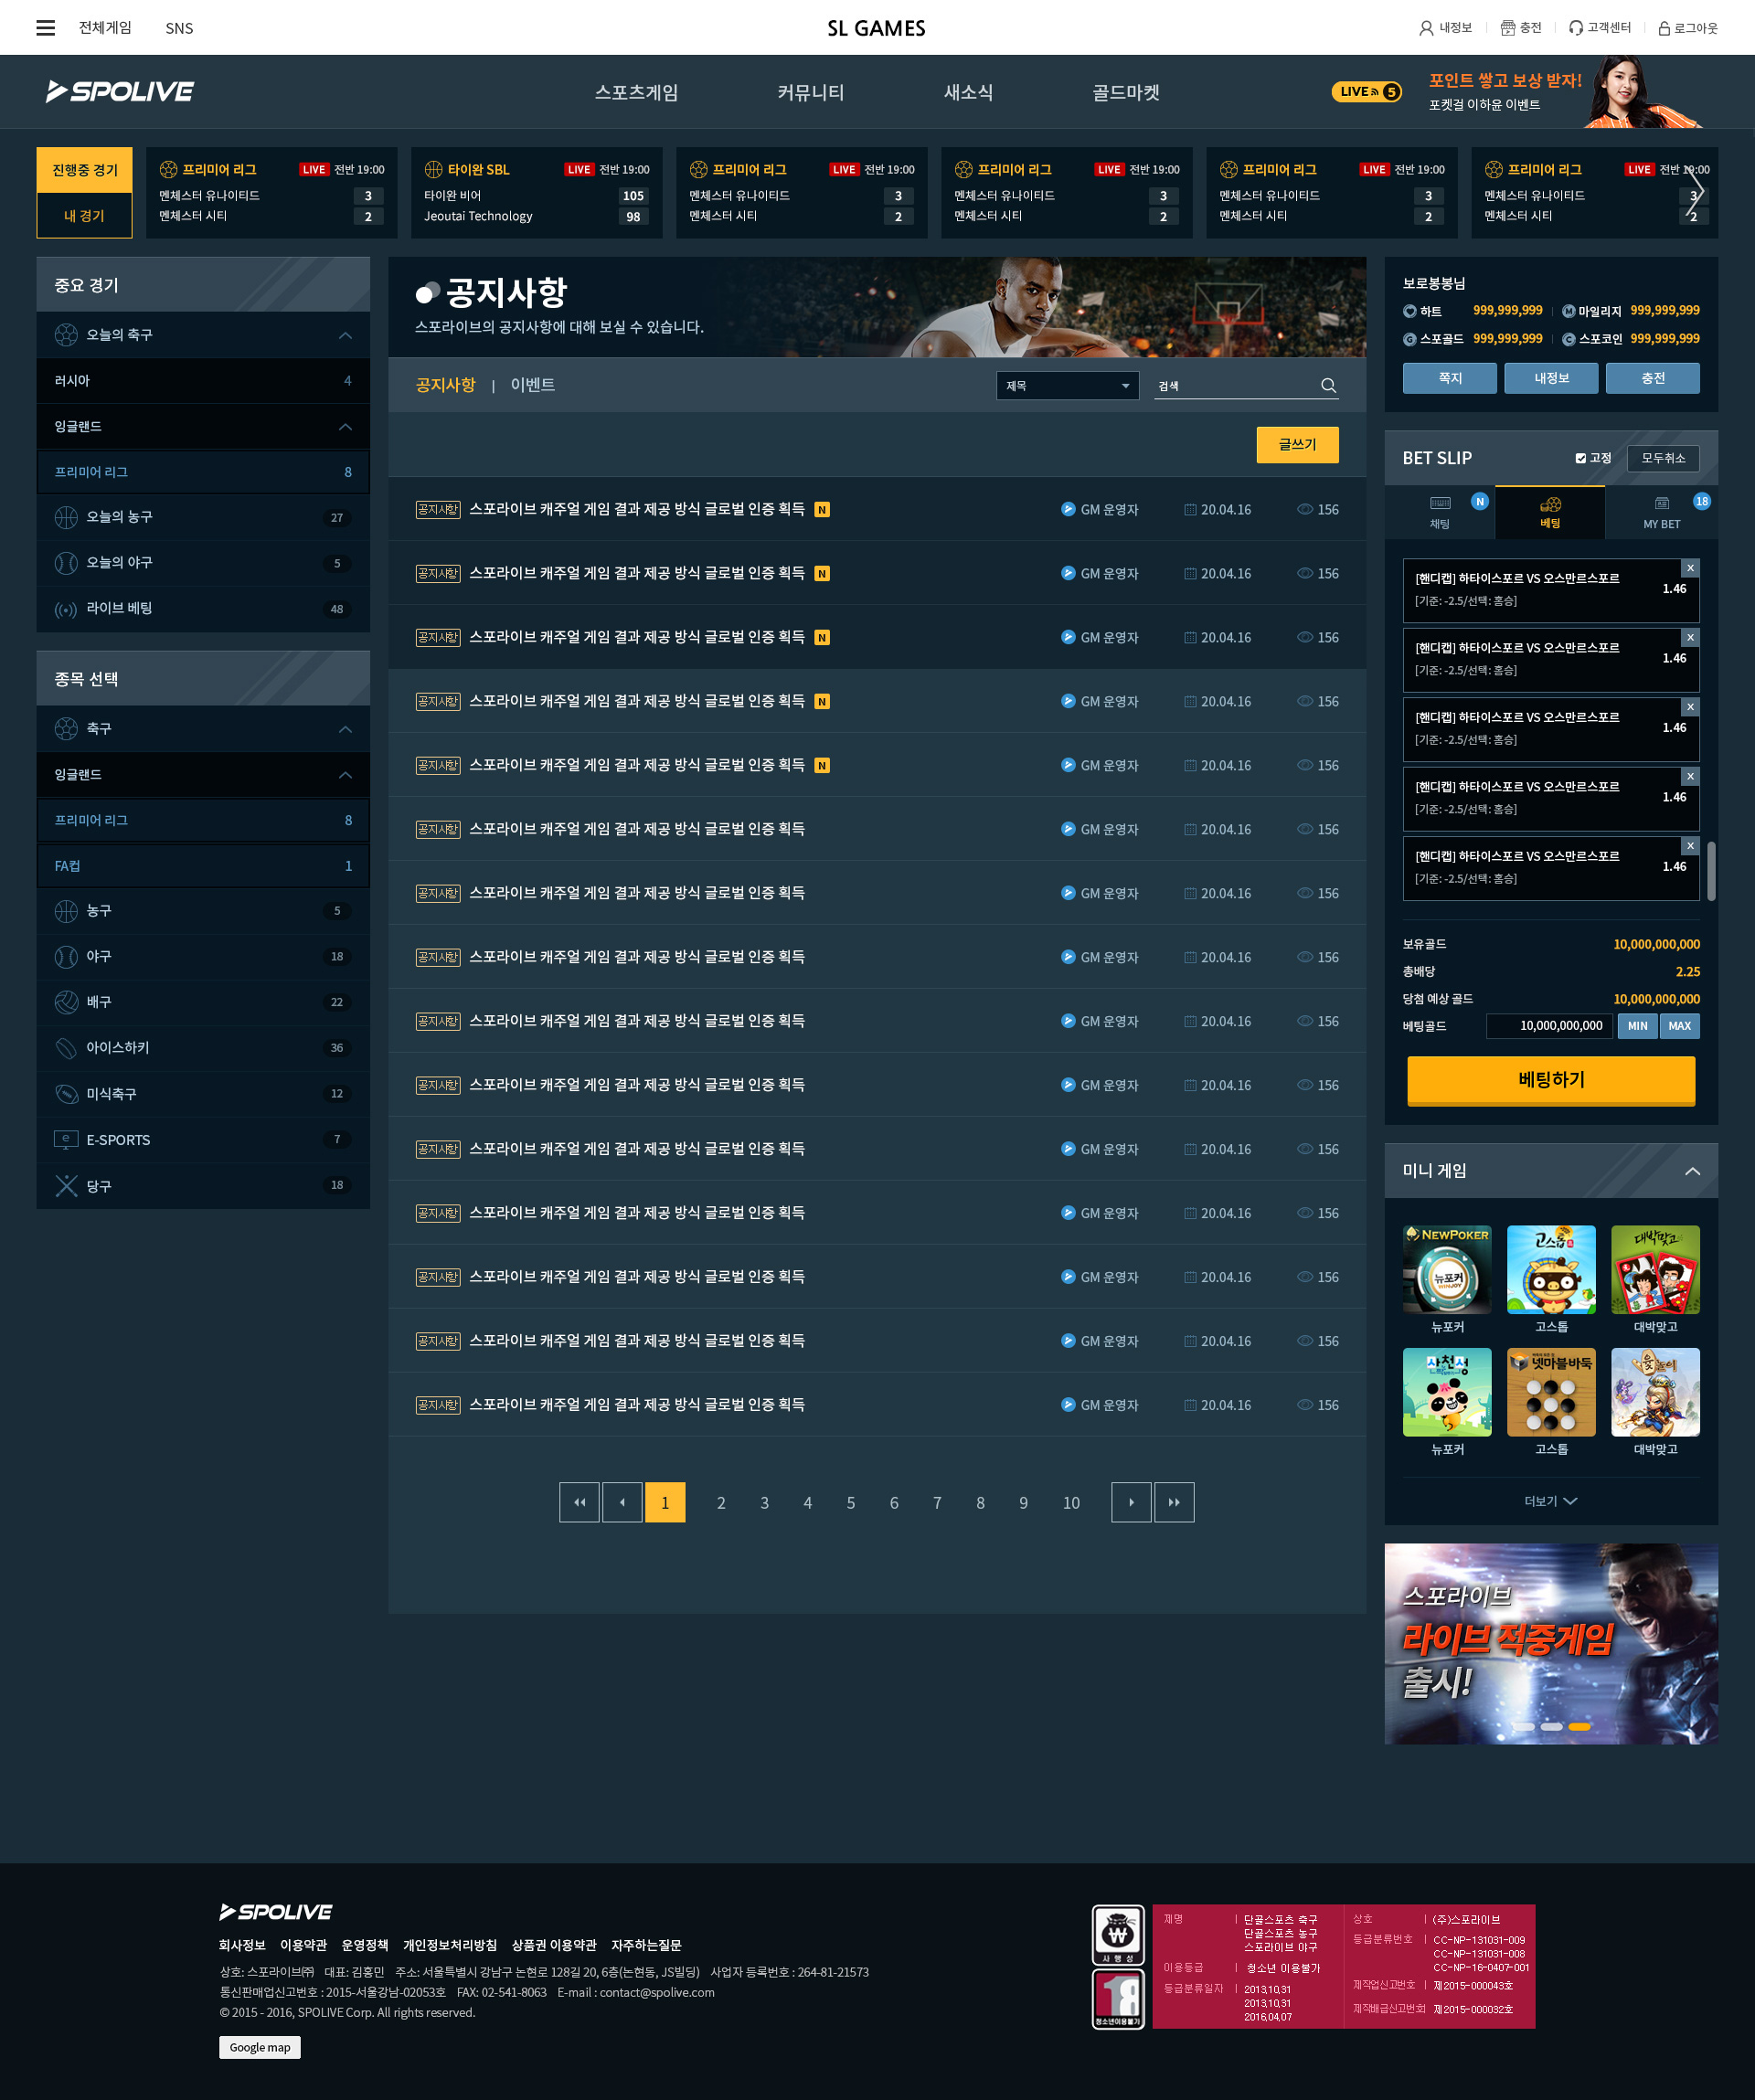 전체게임 SNS SL GAMES 내정보 충전 고객센터 로그아웃
SPOLIVE 스포츠게임 커뮤니티 새소식 골드마켓 LIVE 5 포인트 쌓고 보상 받자!
포켓걸 이하윤 이벤트
진행중 경기
내 경기
프리미어 리그 LIVE 전반 19:00
멘체스터 유나이티드 3
멘체스터 시티 2
타이완 SBL LIVE 전반 19:00
타이완 비어 105
Jeoutai Technology 98
프리미어 리그 LIVE 전반 19:00
멘체스터 유나이티드 3
멘체스터 시티 2
프리미어 리그 LIVE 전반 19:00
멘체스터 유나이티드 3
멘체스터 시티 2
프리미어 리그 LIVE 전반 19:00
멘체스터 유나이티드 3
멘체스터 시티 2
프리미어 리그 LIVE 전반 19:00
멘체스터 유나이티드 3
멘체스터 시티 2
중요 경기
오늘의 축구
러시아 4
잉글랜드
프리미어 리그 8
오늘의 농구 27
오늘의 야구 5
라이브 베팅 48
종목 선택
축구
잉글랜드
프리미어 리그 8
FA컵 1
농구 5
야구 18
배구 22
아이스하키 36
미식축구 12
E-SPORTS 7
당구 18
공지사항
스포라이브의 공지사항에 대해 보실 수 있습니다.
공지사항 | 이벤트 제목 검색
글쓰기
공지사항 스포라이브 캐주얼 게임 결과 제공 방식 글로벌 인증 획득 N GM 운영자 20.04.16 156
공지사항 스포라이브 캐주얼 게임 결과 제공 방식 글로벌 인증 획득 N GM 운영자 20.04.16 156
공지사항 스포라이브 캐주얼 게임 결과 제공 방식 글로벌 인증 획득 N GM 운영자 20.04.16 156
공지사항 스포라이브 캐주얼 게임 결과 제공 방식 글로벌 인증 획득 N GM 운영자 20.04.16 156
공지사항 스포라이브 캐주얼 게임 결과 제공 방식 글로벌 인증 획득 N GM 운영자 20.04.16 156
공지사항 스포라이브 캐주얼 게임 결과 제공 방식 글로벌 인증 획득 GM 운영자 20.04.16 156
공지사항 스포라이브 캐주얼 게임 결과 제공 방식 글로벌 인증 획득 GM 운영자 20.04.16 156
공지사항 스포라이브 캐주얼 게임 결과 제공 방식 글로벌 인증 획득 GM 운영자 20.04.16 156
공지사항 스포라이브 캐주얼 게임 결과 제공 방식 글로벌 인증 획득 GM 운영자 20.04.16 156
공지사항 스포라이브 캐주얼 게임 결과 제공 방식 글로벌 인증 획득 GM 운영자 20.04.16 156
공지사항 스포라이브 캐주얼 게임 결과 제공 방식 글로벌 인증 획득 GM 운영자 20.04.16 156
공지사항 스포라이브 캐주얼 게임 결과 제공 방식 글로벌 인증 획득 GM 운영자 20.04.16 156
공지사항 스포라이브 캐주얼 게임 결과 제공 방식 글로벌 인증 획득 GM 운영자 20.04.16 156
공지사항 스포라이브 캐주얼 게임 결과 제공 방식 글로벌 인증 획득 GM 운영자 20.04.16 156
공지사항 스포라이브 캐주얼 게임 결과 제공 방식 글로벌 인증 획득 GM 운영자 20.04.16 156
1 2 3 4 5 6 7 8 9 10
보로봉봉님
하트 999,999,999 M 마일리지 999,999,999
G 스포골드 999,999,999 C 스포코인 999,999,999
쪽지 내정보 충전
BET SLIP 고정 모두취소
채팅 N 베팅 MY BET 18
[핸디캡] 하타이스포르 VS 오스만르스포르 x
[기준: -2.5/선택: 홈승] 1.46
[핸디캡] 하타이스포르 VS 오스만르스포르 x
[기준: -2.5/선택: 홈승] 1.46
[핸디캡] 하타이스포르 VS 오스만르스포르 x
[기준: -2.5/선택: 홈승] 1.46
[핸디캡] 하타이스포르 VS 오스만르스포르 x
[기준: -2.5/선택: 홈승] 1.46
[핸디캡] 하타이스포르 VS 오스만르스포르 x
[기준: -2.5/선택: 홈승] 1.46
보유골드 10,000,000,000
총배당 2.25
당첨 예상 골드 10,000,000,000
베팅골드 10,000,000,000 MIN MAX
베팅하기
미니 게임
NEWPOKER 뉴포커 WINJOY
고스톱
대박맞고
뉴포커 고스톱 대박맞고
사천성
넷마블바둑
윷놀이
뉴포커 고스톱 대박맞고
더보기
스포라이브
라이브 적중게임
출시!
SPOLIVE
회사정보 이용약관 운영정책 개인정보처리방침 상품권 이용약관 자주하는질문
상호: 스포라이브㈜ 대표: 김홍민 주소: 서울특별시 강남구 논현로 128길 20, 6층(논현동, JS빌딩) 사업자 등록번호 : 264-81-21573
통신판매업신고번호 : 2015-서울강남-02053호 FAX: 02-541-8063 E-mail : contact@spolive.com
© 2015 - 2016, SPOLIVE Corp. All rights reserved.
Google map
사행성
18
청소년이용불가
제명 | 단골스포츠 축구
단골스포츠 농구
스포라이브 야구
이용등급 | 청소년 이용불가
등급분류일자 | 2013,10,31
2013,10,31
2016,04,07
상호 | (주)스포라이브
등급분류번호 | CC-NP-131031-009
CC-NP-131031-008
CC-NP-16-0407-001
제작업신고번호 | 제2015-000043호
제작배급신고번호 | 제2015-000032호